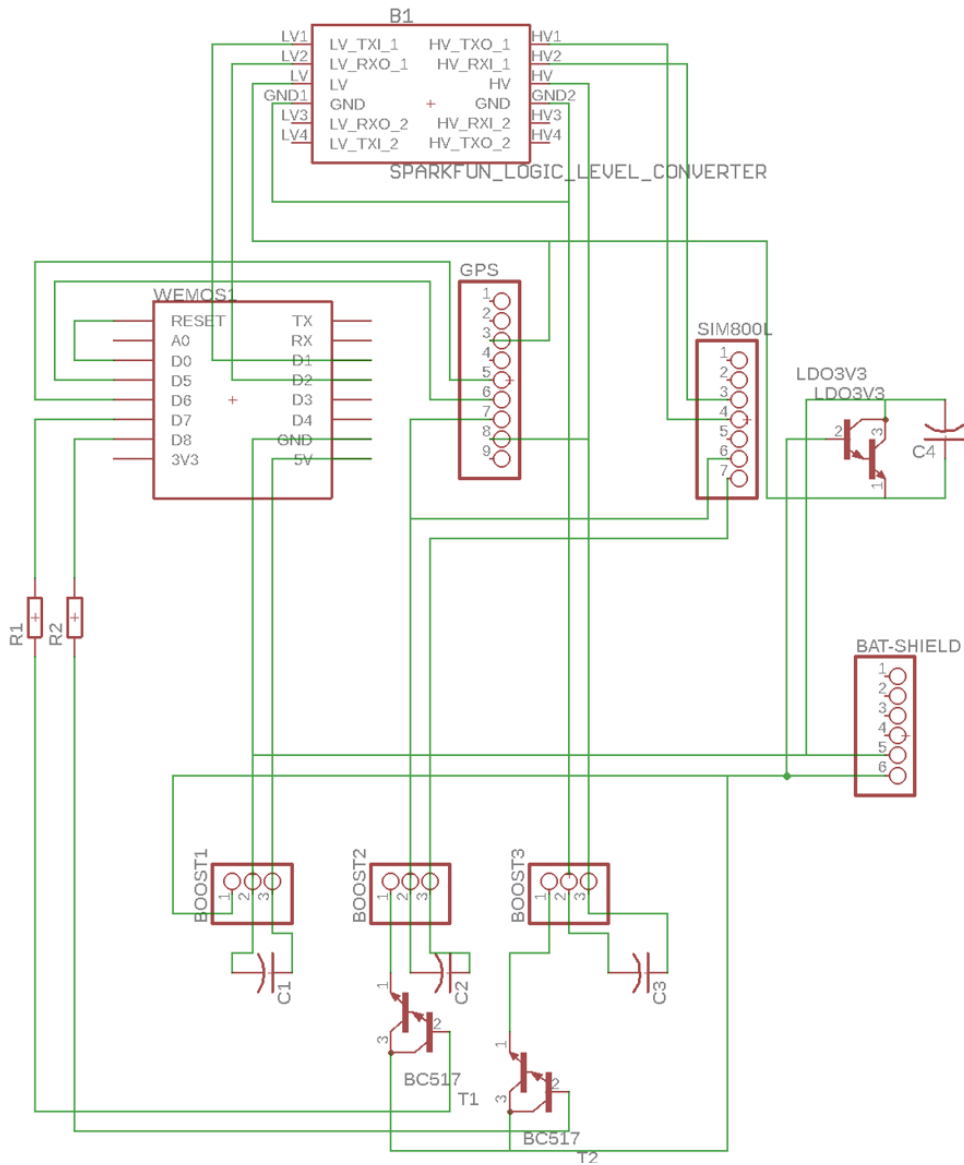 B1
LV1 LV_TXI_1 HV_TXO_1 HV1
LV2 LV_RXO_1 HV_RXI_1 HV2
LV LV HV HV
GND1 GND GND GND2
LV3 LV_RXO_2 HV_RXI_2 HV3
LV4 LV_TXI_2 HV_TXO_2 HV4
SPARKFUN_LOGIC_LEVEL_CONVERTER
WEMOS1
RESET TX
A0 RX
D0 D1
D5 D2
D6 D3
D7 D4
D8 GND
3V3 5V
GPS
1
2
3
4
5
6
7
8
9
SIM800L
1
2
3
4
5
6
7
LDO3V3
LDO3V3
2
3
1
C4
R1
R2
BAT-SHIELD
1
2
3
4
5
6
BOOST1
1 2 3
C1
BOOST2
1 2 3
C2
BOOST3
1 2 3
C3
1
2
3
BC517
T1
1
2
3
BC517
T2